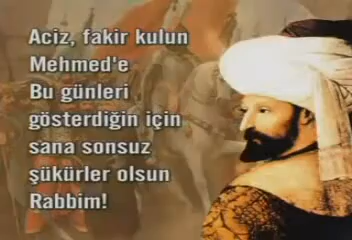 Aciz, fakir kulun
Mehmed'e
Bu günleri
gösterdiğin için
sana sonsuz
şükürler olsun
Rabbim!